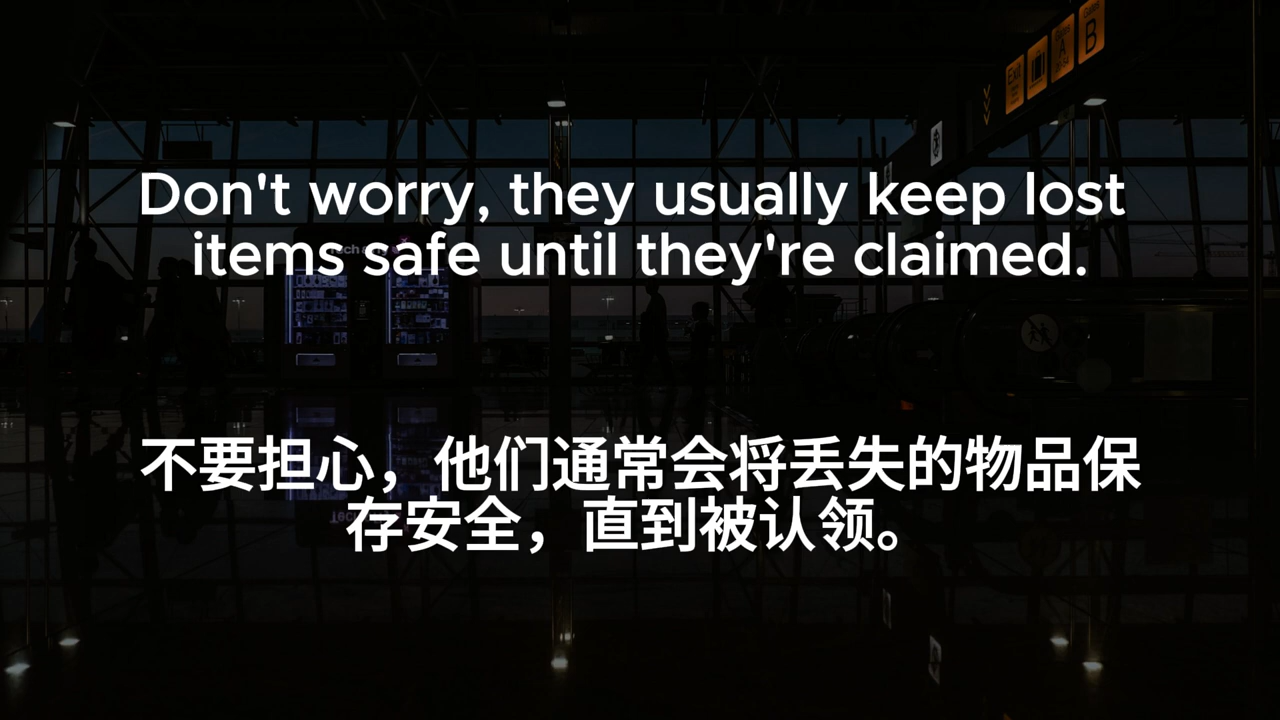 Exit
A
B
Don't worry, they usually keep lost
items safe until they're claimed.
不要担心，他们通常会将丢失的物品保
存安全，直到被认领。